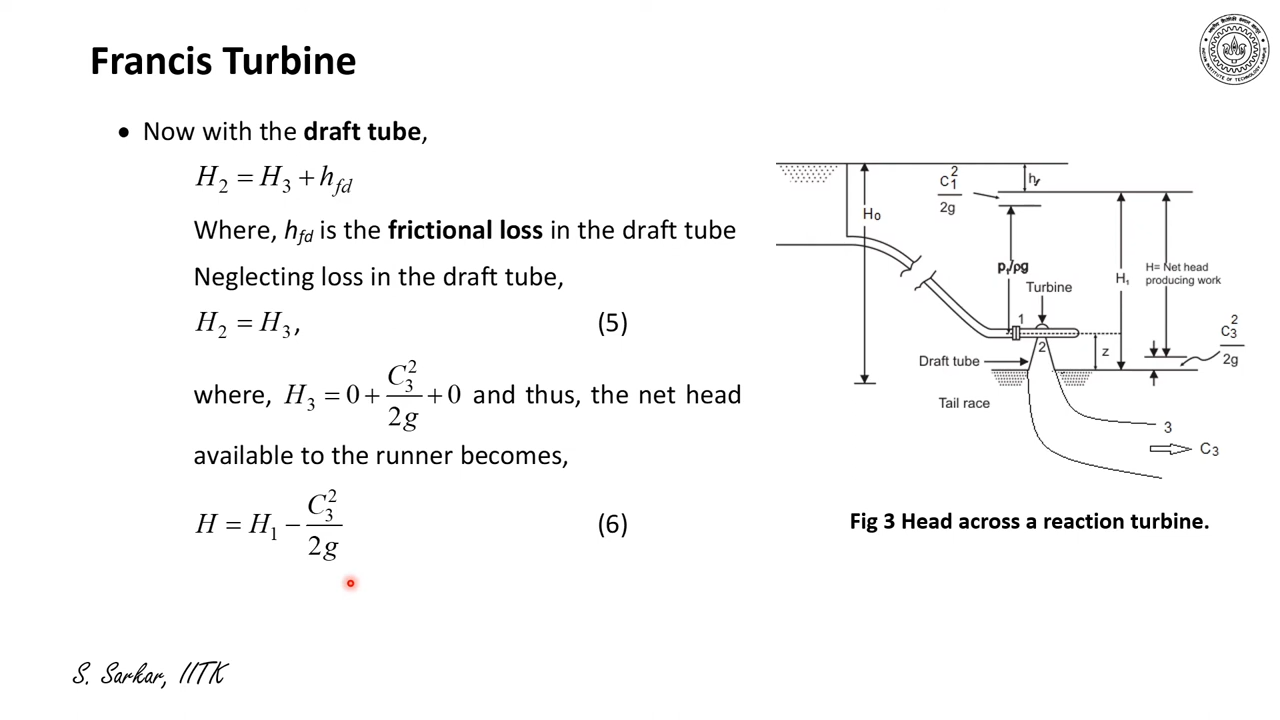 Francis Turbine
• Now with the draft tube,
H₂ = H₃ + h_fd
Where, h_fd is the frictional loss in the draft tube
Neglecting loss in the draft tube,
H₂ = H₃, (5)
where, H₃ = 0 + C₃²/2g + 0 and thus, the net head
available to the runner becomes,
H = H₁ − C₃²/2g (6)
S. Sarkar, IITK
C₁²/2g
h_f
H₀
p₁/ρg
Turbine
H₁
H= Net head
producing work
1
2
z
C₃²/2g
Draft tube
Tail race
3
C₃
Fig 3 Head across a reaction turbine.